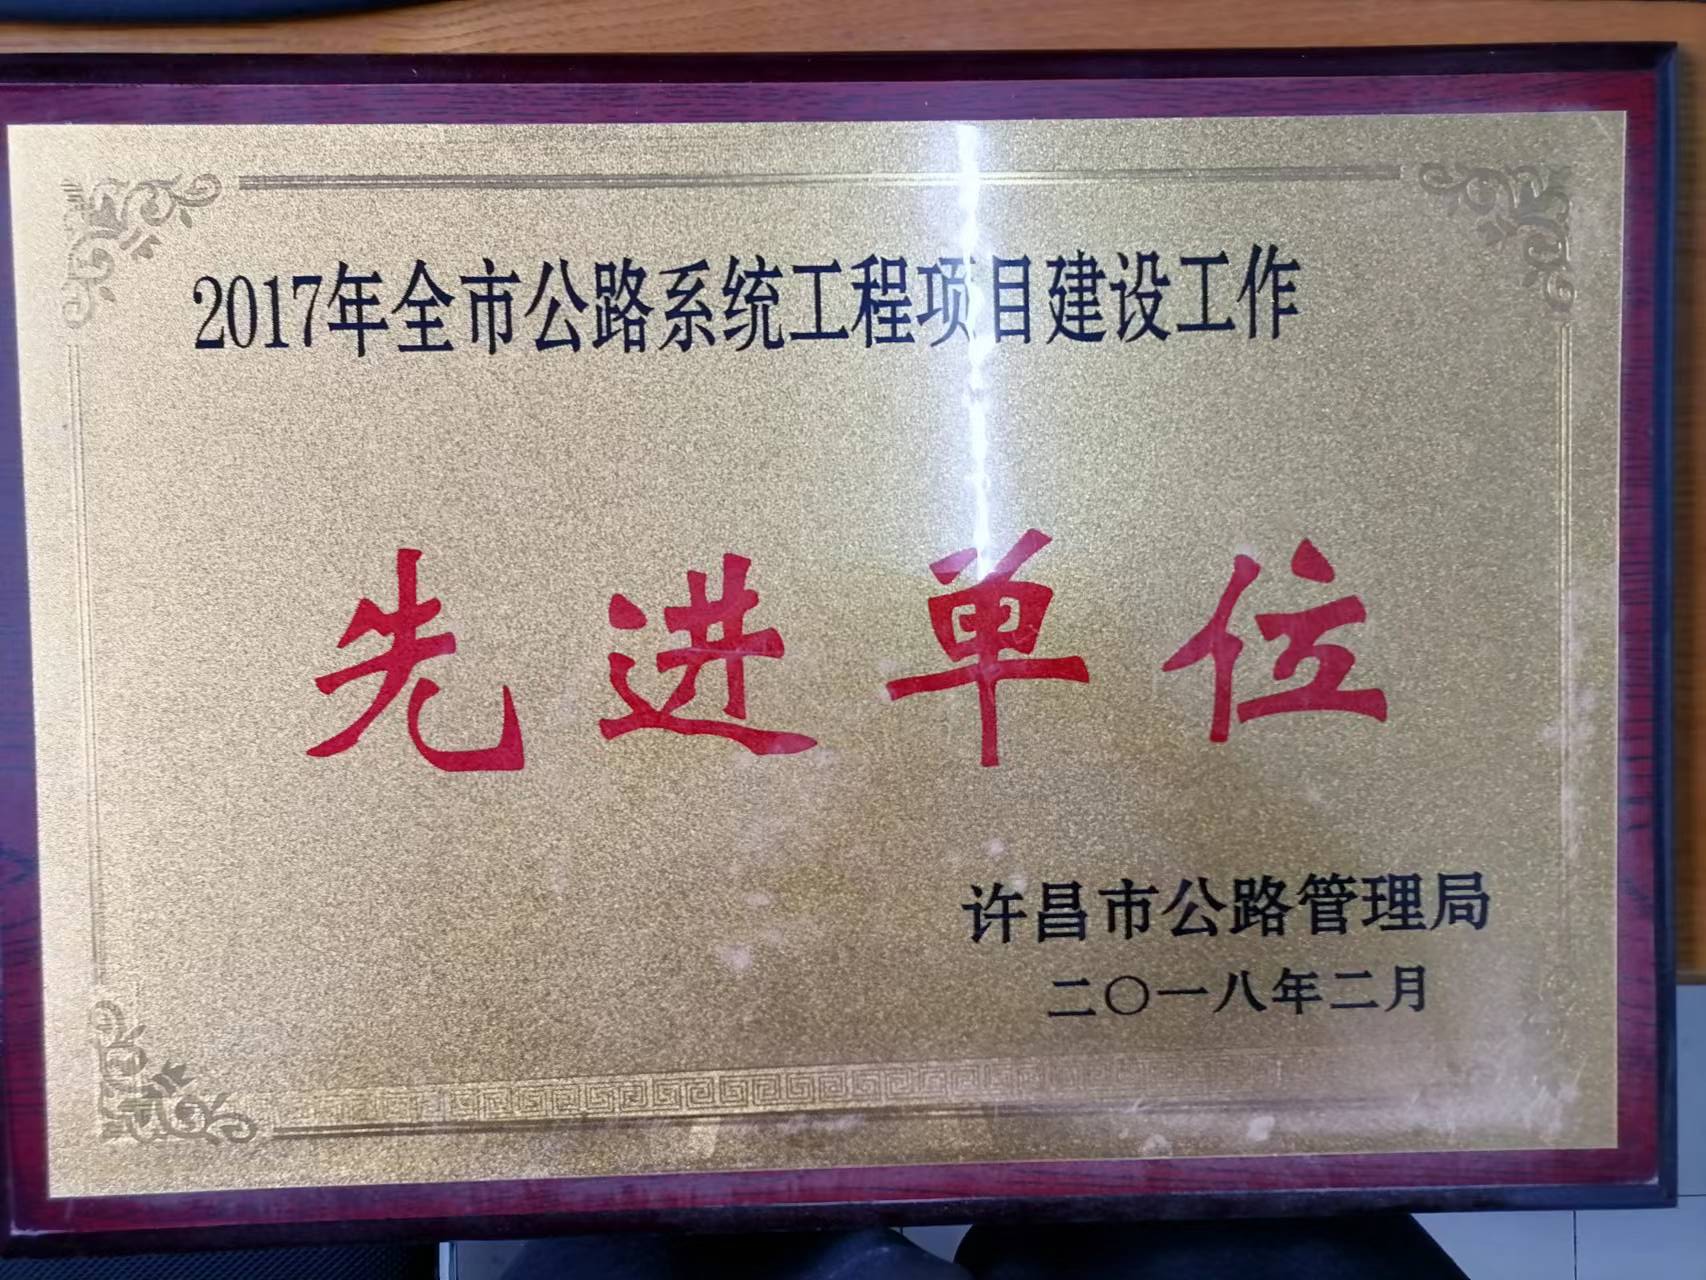 2017年全市公路系统工程项目建设工作
先进单位
许昌市公路管理局
二〇一八年二月